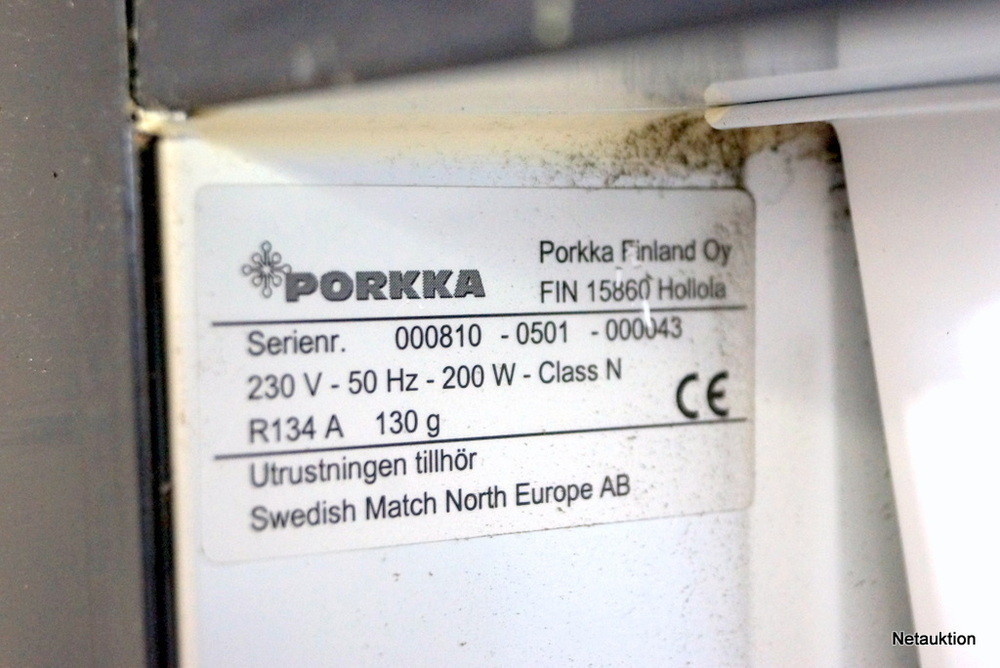 PORKKA
Porkka Finland Oy
FIN 15860 Hollola
Serienr. 000810 - 0501 - 000043
230 V - 50 Hz - 200 W - Class N
R134 A 130 g
CE
Utrustningen tillhör
Swedish Match North Europe AB
Netauktion